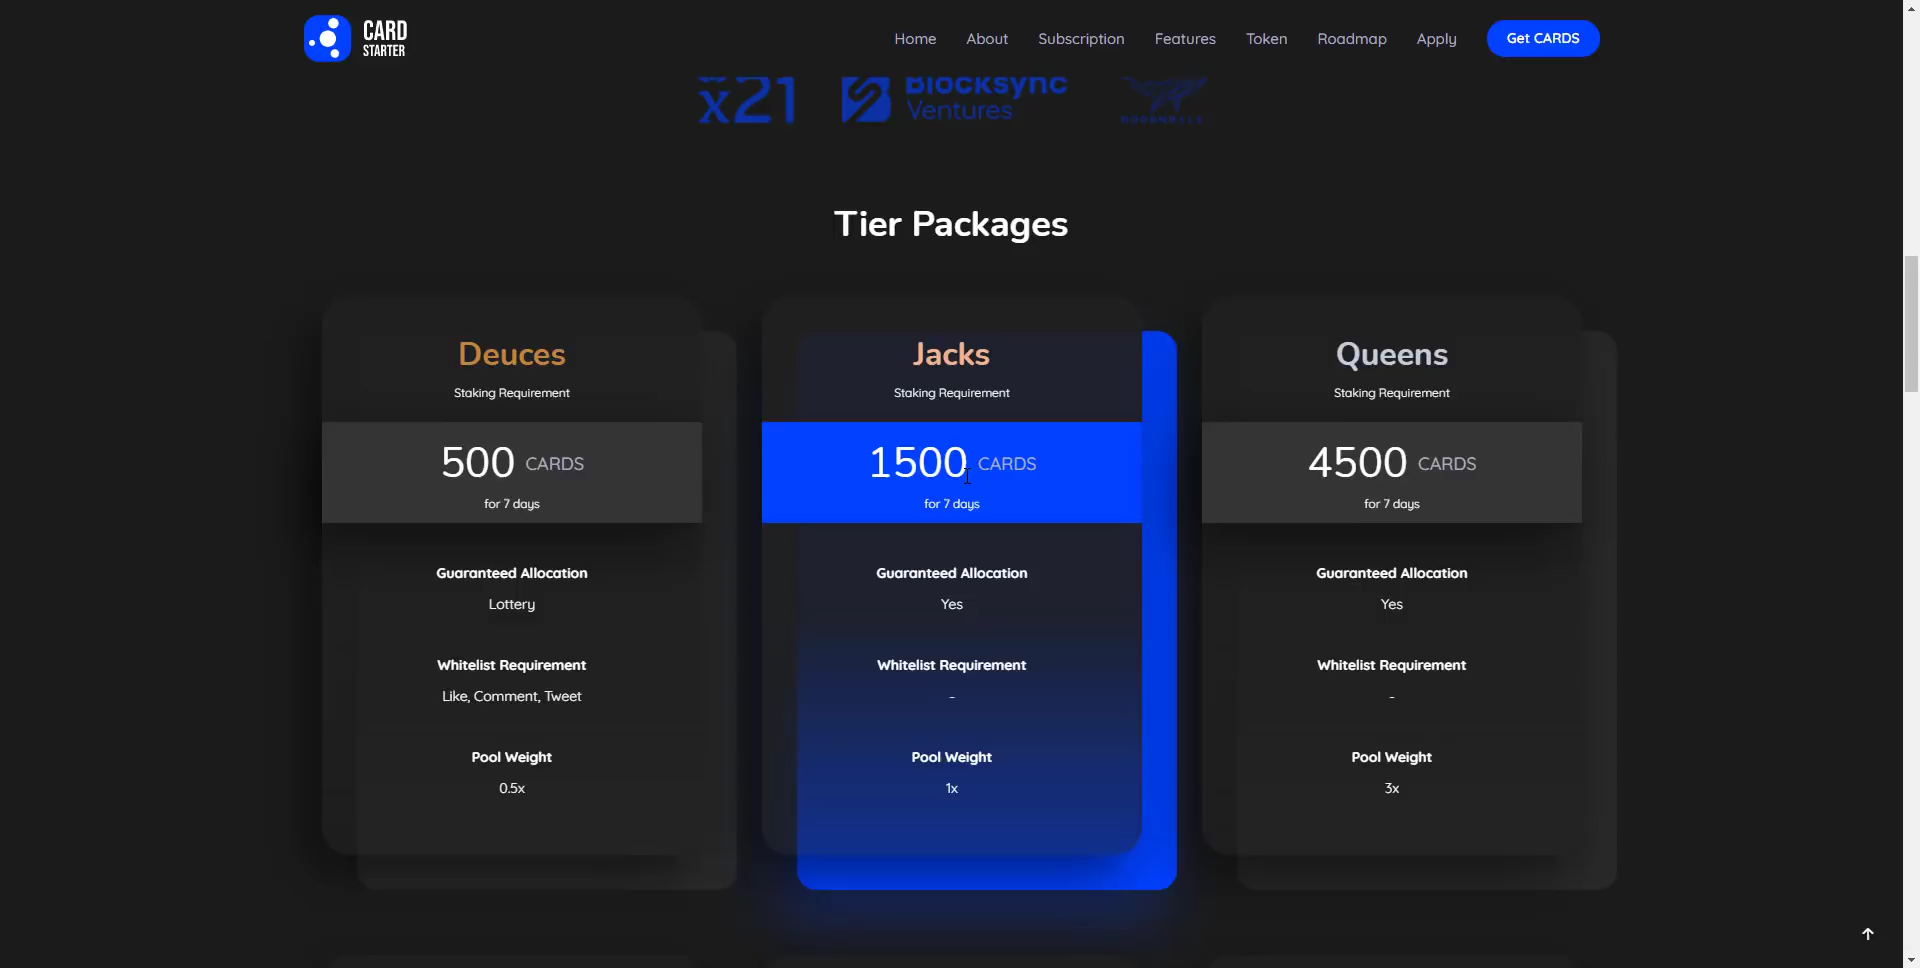 CARD
STARTER
Home
About
Subscription
Features
Token
Roadmap
Apply
Get CARDS
x21
Blocksync
Ventures
Tier Packages
Deuces
Staking Requirement
500 CARDS
for 7 days
Guaranteed Allocation
Lottery
Whitelist Requirement
Like, Comment, Tweet
Pool Weight
0.5x
Jacks
Staking Requirement
1500 CARDS
for 7 days
Guaranteed Allocation
Yes
Whitelist Requirement
-
Pool Weight
1x
Queens
Staking Requirement
4500 CARDS
for 7 days
Guaranteed Allocation
Yes
Whitelist Requirement
-
Pool Weight
3x